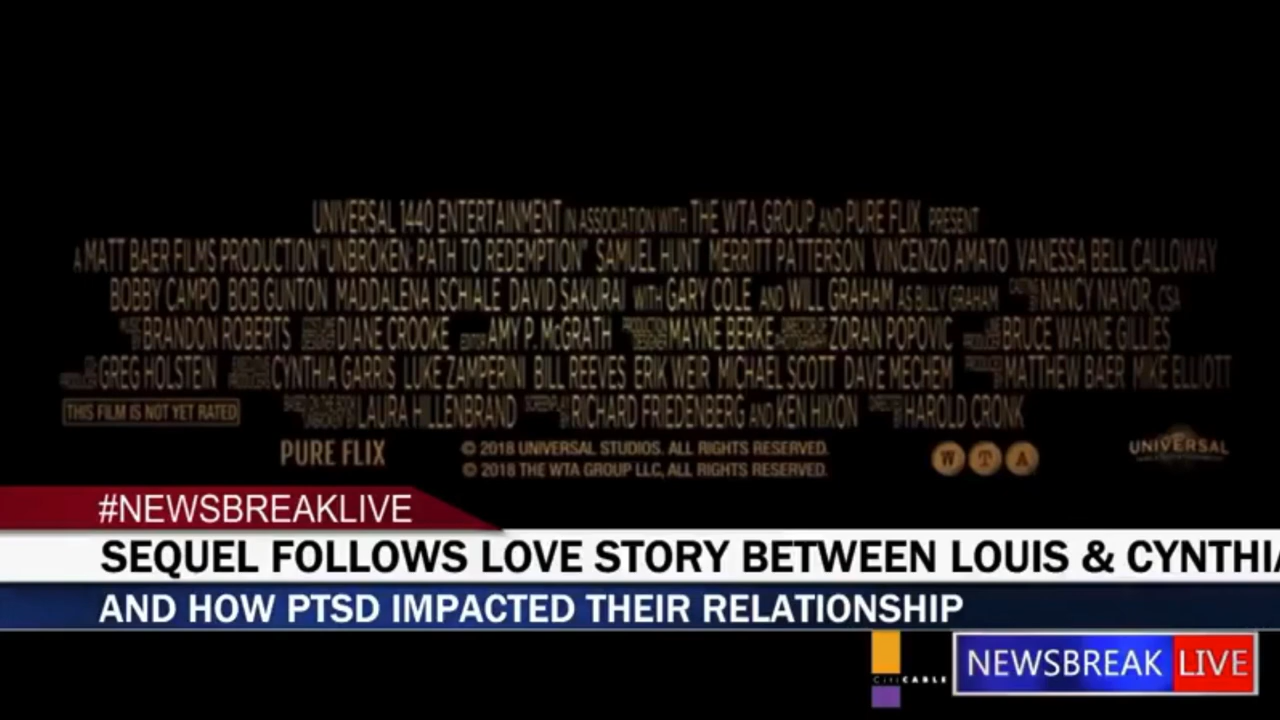 UNIVERSAL 1440 ENTERTAINMENT IN ASSOCIATION WITH THE WTA GROUP AND PURE FLIX PRESENT
A MATT BAER FILMS PRODUCTION "UNBROKEN: PATH TO REDEMPTION" SAMUEL HUNT MERRITT PATTERSON VINCENZO AMATO VANESSA BELL CALLOWAY
BOBBY CAMPO BOB GUNTON MADDALENA ISCHIALE DAVID SAKURAI WITH GARY COLE AND WILL GRAHAM AS BILLY GRAHAM NANCY NAYOR, CSA
BRANDON ROBERTS DIANE CROOKE AMY P. McGRATH MAYNE BERKE ZORAN POPOVIC BRUCE WAYNE GILLIES
GREG HOLSTEIN CYNTHIA GARRIS LUKE ZAMPERINI BILL REEVES ERIK WEIR MICHAEL SCOTT DAVE MECHEM MATTHEW BAER MIKE ELLIOTT
THIS FILM IS NOT YET RATED LAURA HILLENBRAND RICHARD FRIEDENBERG AND KEN HIXON HAROLD CRONK
PURE FLIX © 2018 UNIVERSAL STUDIOS. ALL RIGHTS RESERVED. W T A UNIVERSAL
© 2018 THE WTA GROUP LLC, ALL RIGHTS RESERVED.
#NEWSBREAKLIVE
SEQUEL FOLLOWS LOVE STORY BETWEEN LOUIS & CYNTHIA
AND HOW PTSD IMPACTED THEIR RELATIONSHIP
CitiCABLE NEWSBREAK LIVE